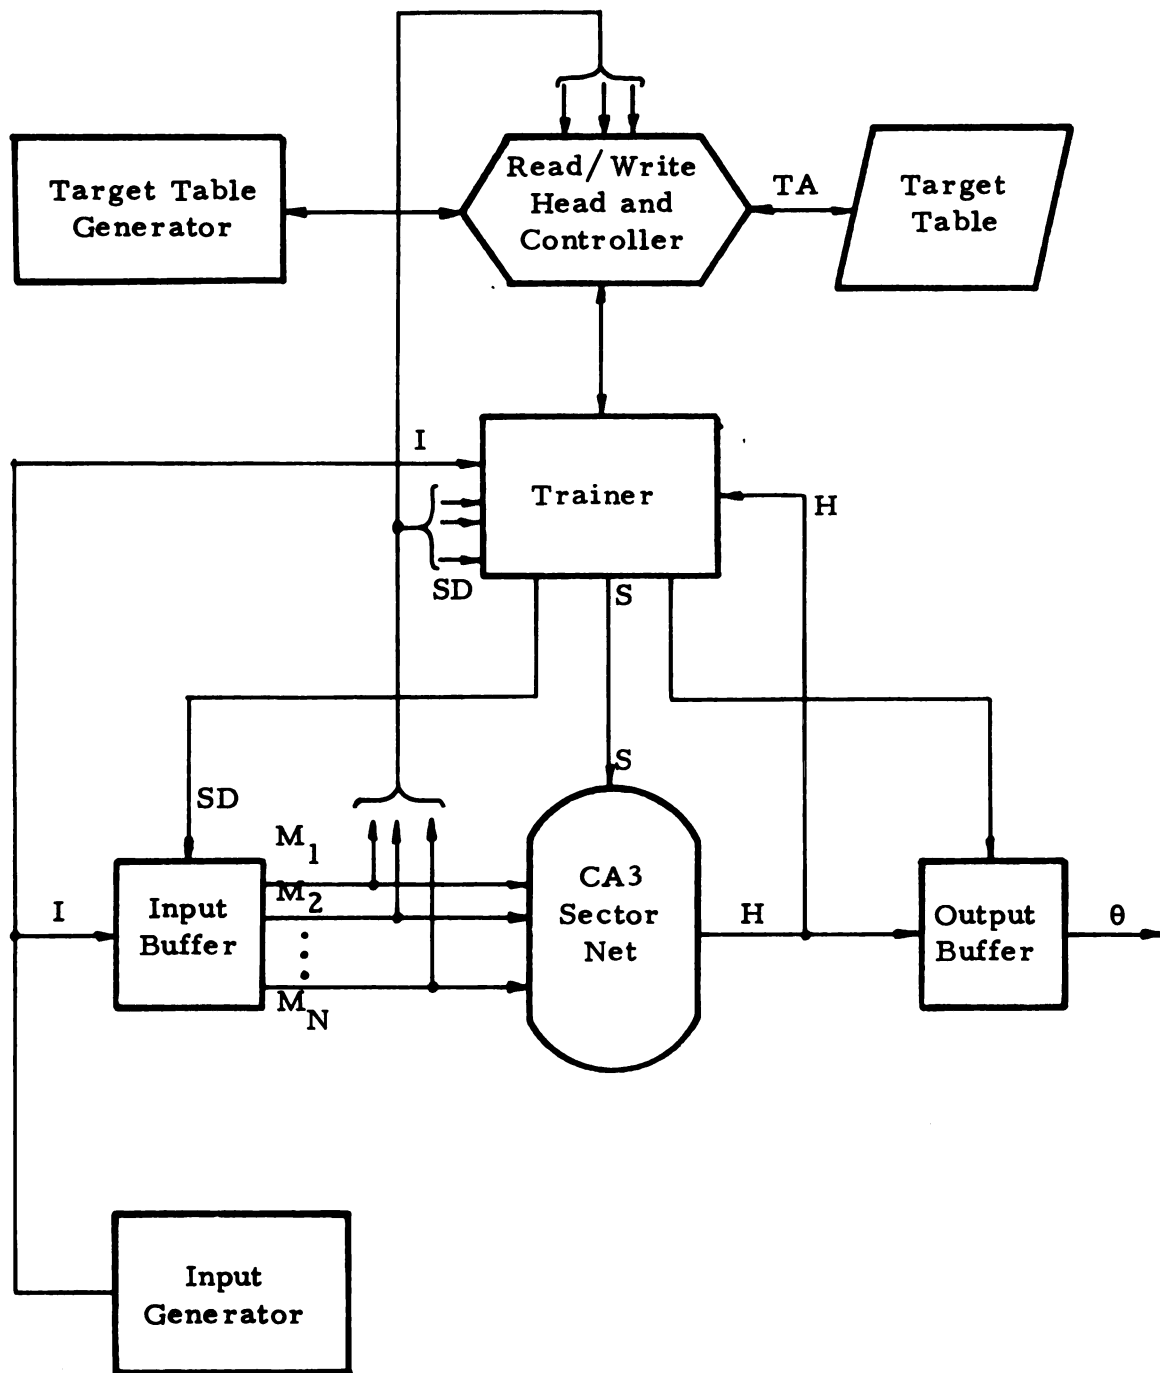 Target Table
Generator
Read/Write
Head and
Controller
TA
Target
Table
I
Trainer
H
SD
S
S
SD
M1
M2
MN
I
Input
Buffer
CA3
Sector
Net
H
Output
Buffer
θ
Input
Generator